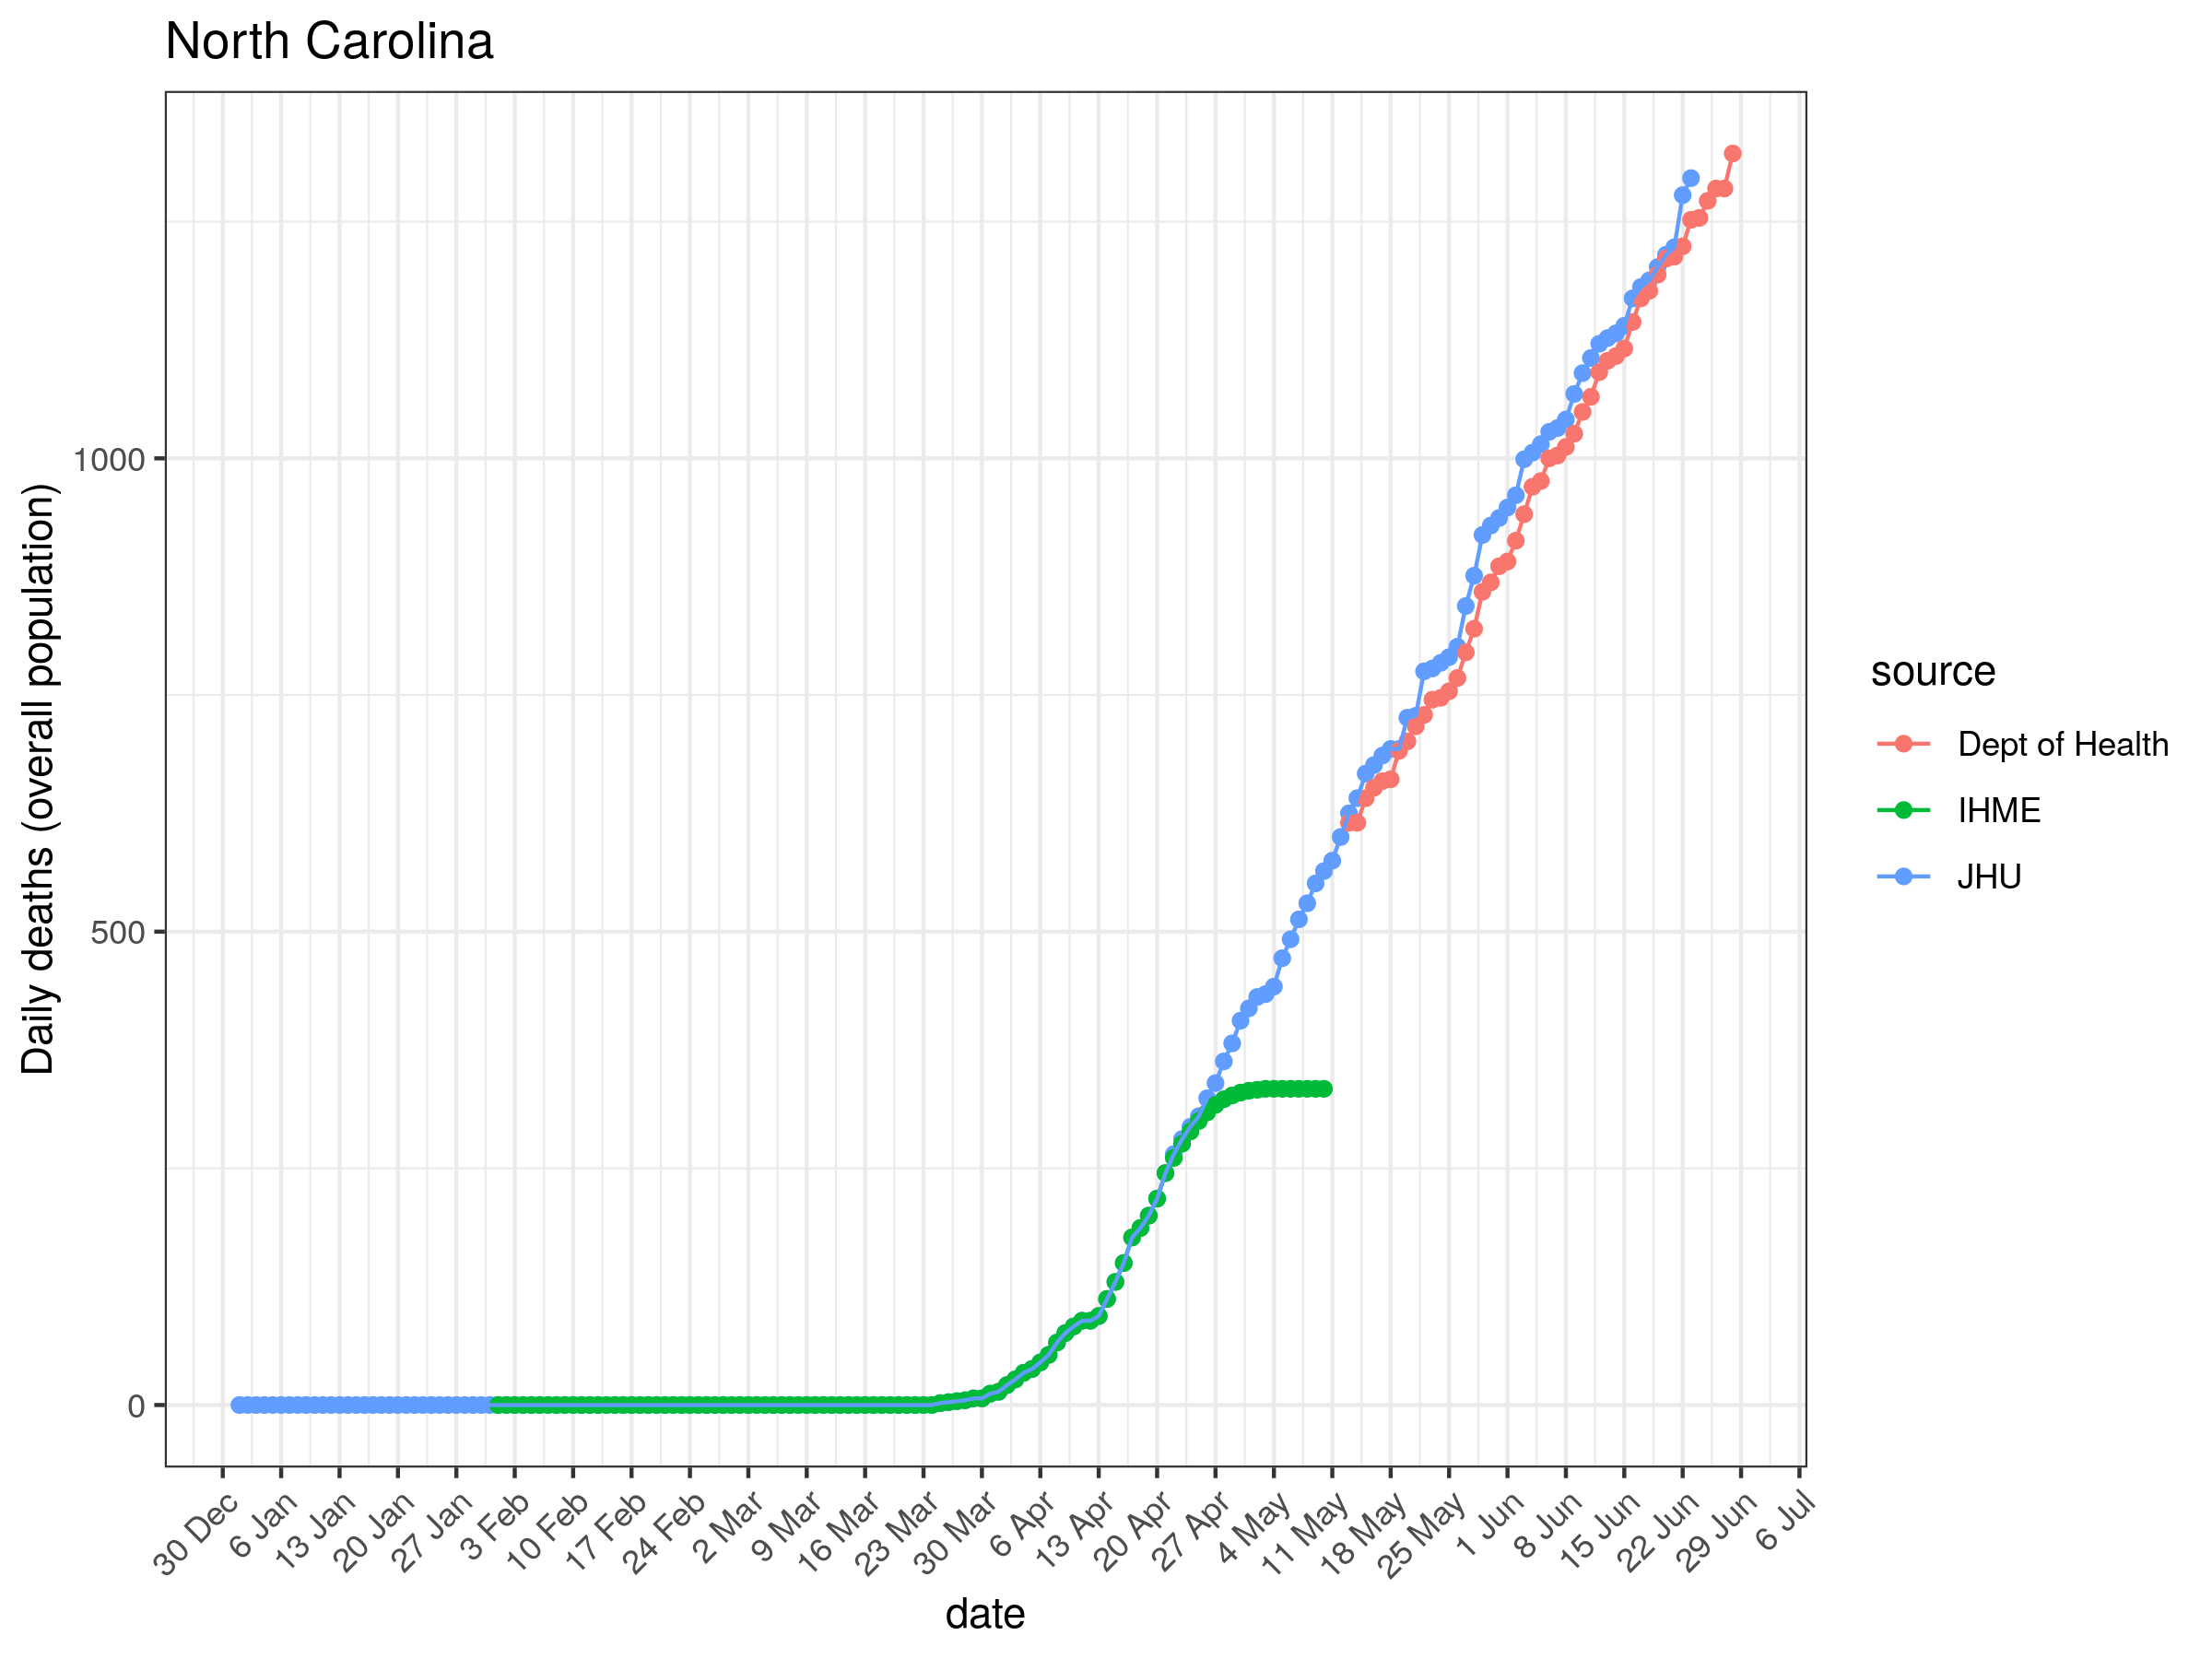 North Carolina
Daily deaths (overall population)
1000
500
0
30 Dec
6 Jan
13 Jan
20 Jan
27 Jan
3 Feb
10 Feb
17 Feb
24 Feb
2 Mar
9 Mar
16 Mar
23 Mar
30 Mar
6 Apr
13 Apr
20 Apr
27 Apr
4 May
11 May
18 May
25 May
1 Jun
8 Jun
15 Jun
22 Jun
29 Jun
6 Jul
date
source
Dept of Health
IHME
JHU